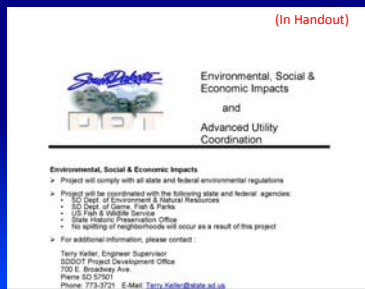 (In Handout)
South Dakota
DOT
Environmental, Social &
Economic Impacts
and
Advanced Utility
Coordination
Environmental, Social & Economic Impacts
➢ Project will comply with all state and federal environmental regulations
➢ Project will be coordinated with the following state and federal agencies:
• SD Dept. of Environment & Natural Resources
• SD Dept. of Game, Fish & Parks
• US Fish & Wildlife Service
• State Historic Preservation Office
• No splitting of neighborhoods will occur as a result of this project
➢ For additional information, please contact :
Terry Keller, Engineer Supervisor
SDDOT Project Development Office
700 E. Broadway Ave.
Pierre SD 57501
Phone: 773-3721 E-Mail: Terry.Keller@state.sd.us